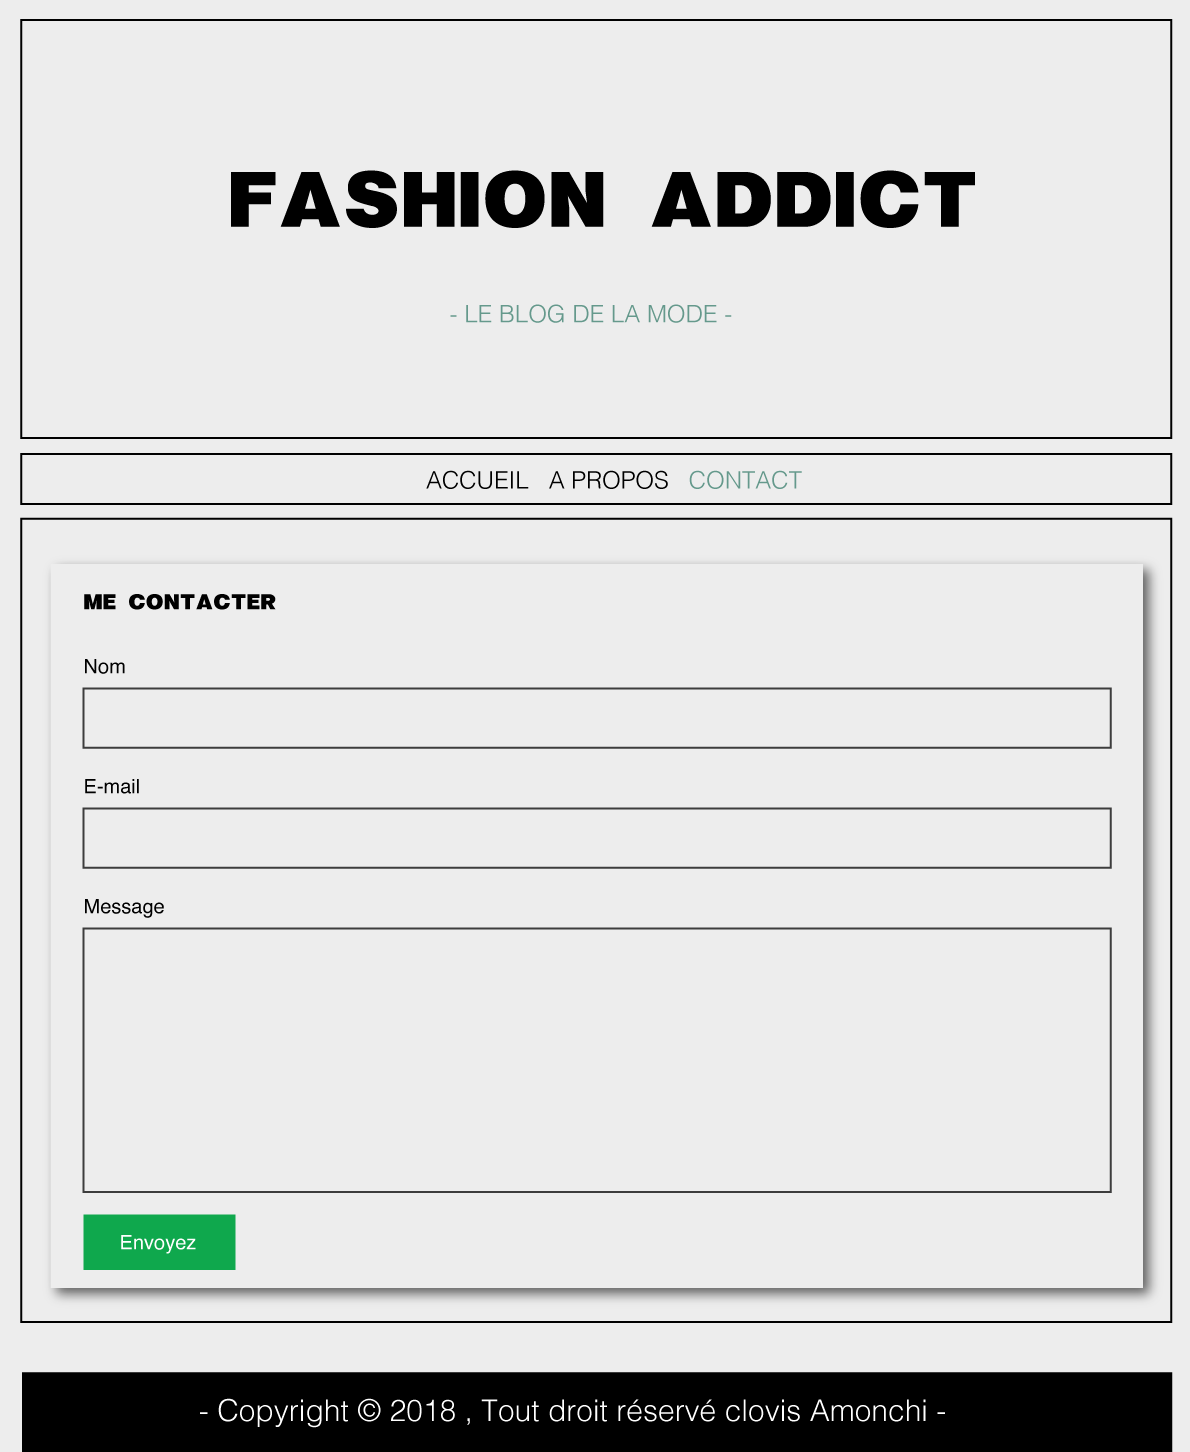 FASHION ADDICT
- LE BLOG DE LA MODE -
ACCUEIL A PROPOS CONTACT
ME CONTACTER
Nom
E-mail
Message
Envoyez
- Copyright © 2018 , Tout droit réservé clovis Amonchi -